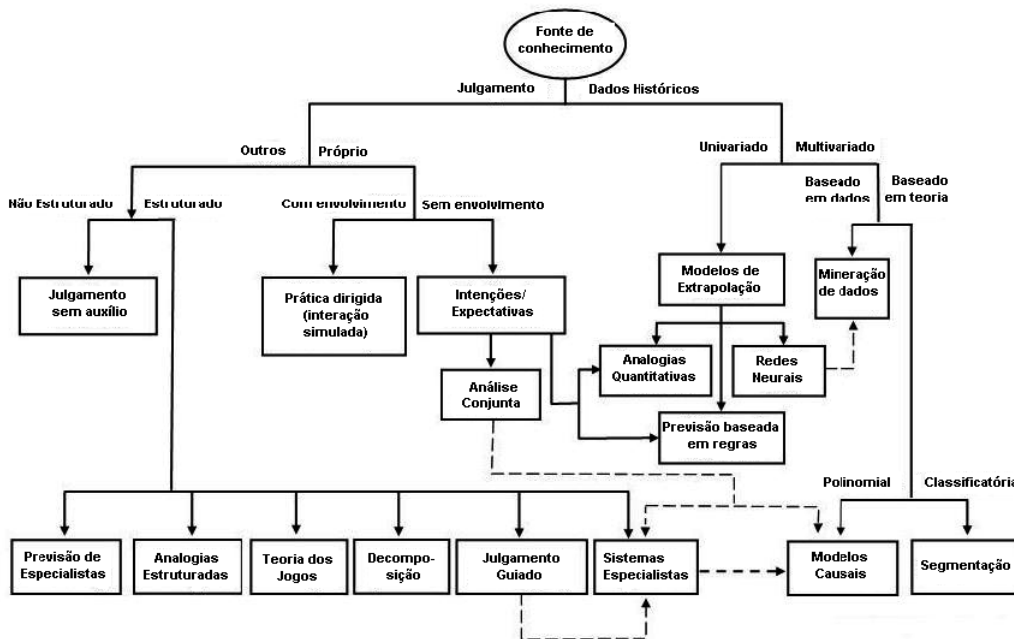 Fonte de
conhecimento
Julgamento
Dados Históricos
Outros
Próprio
Univariado
Multivariado
Baseado
em dados
Baseado
em teoria
Não Estruturado
Estruturado
Com envolvimento
Sem envolvimento
Julgamento
sem auxílio
Prática dirigida
(interação
simulada)
Intenções/
Expectativas
Modelos de
Extrapolação
Mineração
de dados
Analogias
Quantitativas
Redes
Neurais
Análise
Conjunta
Previsão baseada
em regras
Polinomial
Classificatória
Previsão de
Especialistas
Analogias
Estruturadas
Teoria dos
Jogos
Decompo-
sição
Julgamento
Guiado
Sistemas
Especialistas
Modelos
Causais
Segmentação